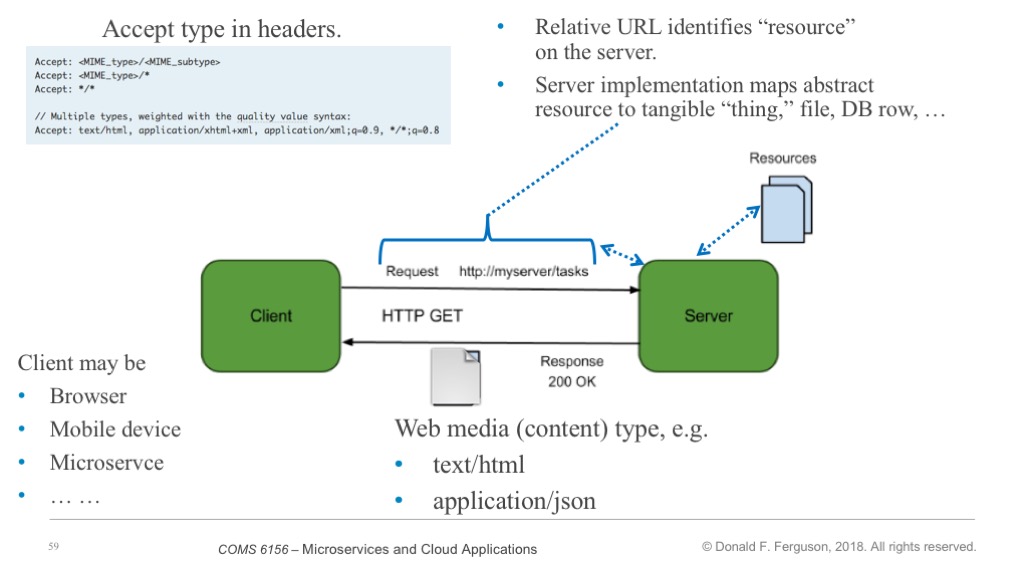 Accept type in headers.
Accept: <MIME_type>/<MIME_subtype>
Accept: <MIME_type>/*
Accept: */*
// Multiple types, weighted with the quality value syntax:
Accept: text/html, application/xhtml+xml, application/xml;q=0.9, */*;q=0.8
• Relative URL identifies “resource”
on the server.
• Server implementation maps abstract
resource to tangible “thing,” file, DB row, …
Resources
Request http://myserver/tasks
Client
HTTP GET
Server
Response
200 OK
Client may be
• Browser
• Mobile device
• Microservce
• … …
Web media (content) type, e.g.
• text/html
• application/json
59
COMS 6156 – Microservices and Cloud Applications
© Donald F. Ferguson, 2018. All rights reserved.